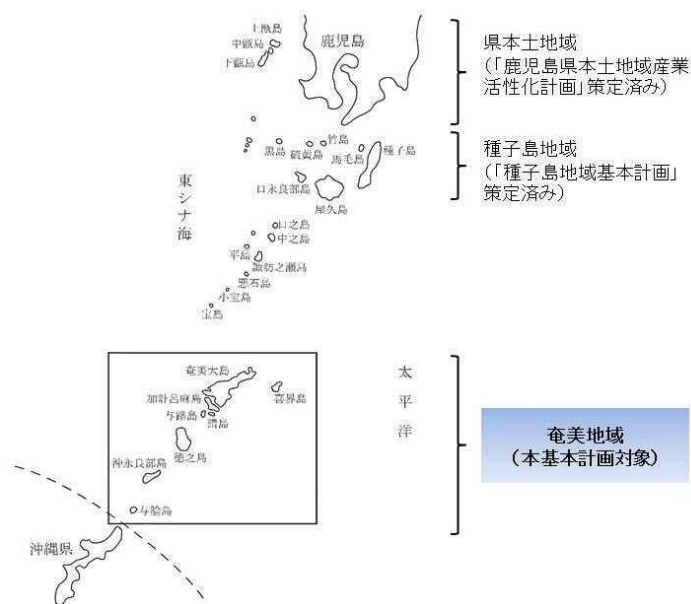 上甑島
中甑島
下甑島
鹿児島
県本土地域
(「鹿児島県本土地域産業
活性化計画」策定済み)
黒島
硫黄島
竹島
馬毛島
種子島
種子島地域
(「種子島地域基本計画」
策定済み)
口永良部島
屋久島
東シナ海
口之島
中之島
平島
諏訪之瀬島
悪石島
小宝島
宝島
奄美大島
加計呂麻島
喜界島
与路島
請島
徳之島
沖永良部島
与論島
太平洋
奄美地域
(本基本計画対象)
沖縄県